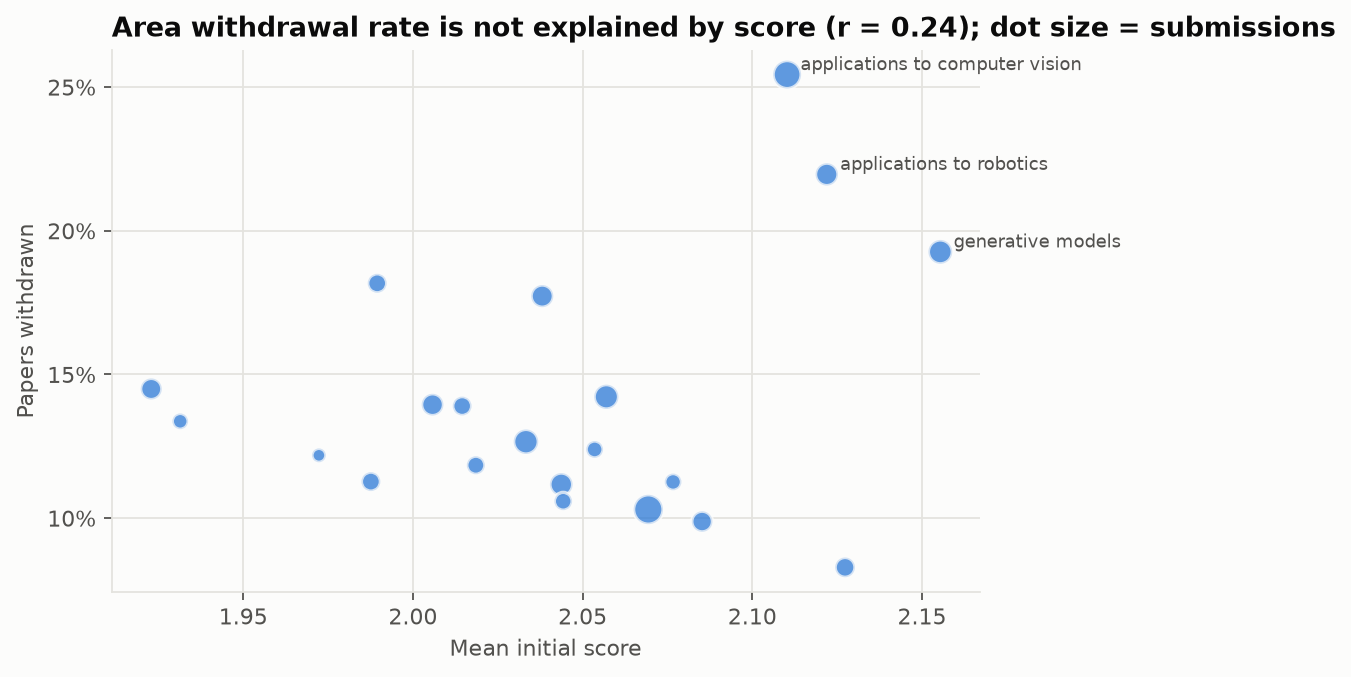 Area withdrawal rate is not explained by score (r = 0.24); dot size = submissions
applications to computer vision
25%
applications to robotics
20%
generative models
Papers withdrawn
15%
10%
1.95 2.00 2.05 2.10 2.15
Mean initial score